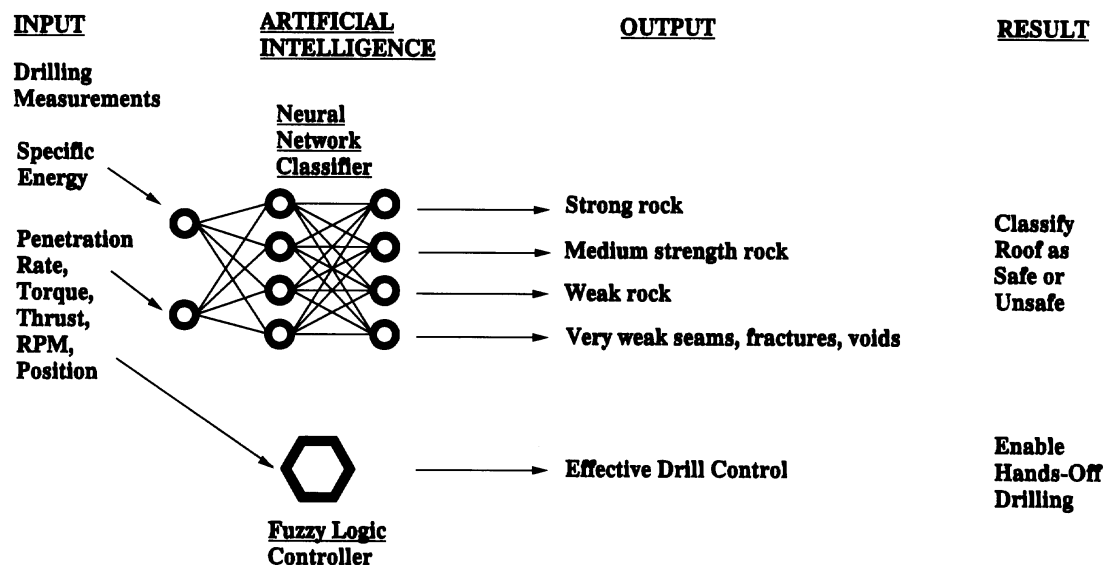 INPUT
ARTIFICIAL
INTELLIGENCE
OUTPUT
RESULT
Drilling
Measurements
Neural
Network
Classifier
Specific
Energy
Penetration
Rate,
Torque,
Thrust,
RPM,
Position
Strong rock
Medium strength rock
Weak rock
Very weak seams, fractures, voids
Classify
Roof as
Safe or
Unsafe
Effective Drill Control
Enable
Hands-Off
Drilling
Fuzzy Logic
Controller